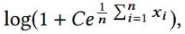 log(1 + Ce^{\frac{1}{n} \sum_{i=1}^{n} x_i}),